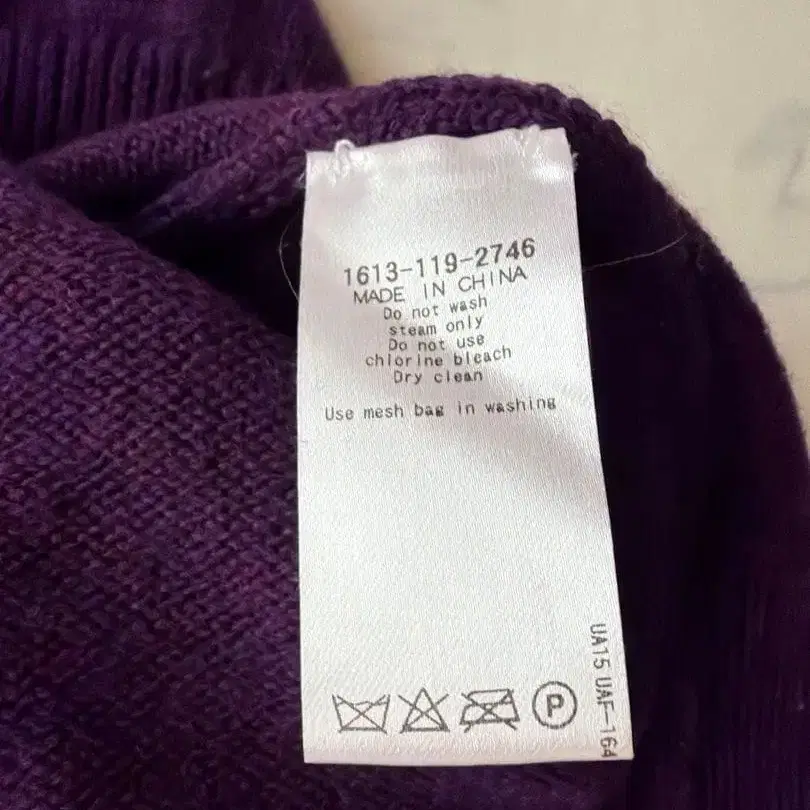 1613-119-2746
MADE IN CHINA
Do not wash
steam only
Do not use
chlorine bleach
Dry clean
Use mesh bag in washing
UA15 UAF-164
P